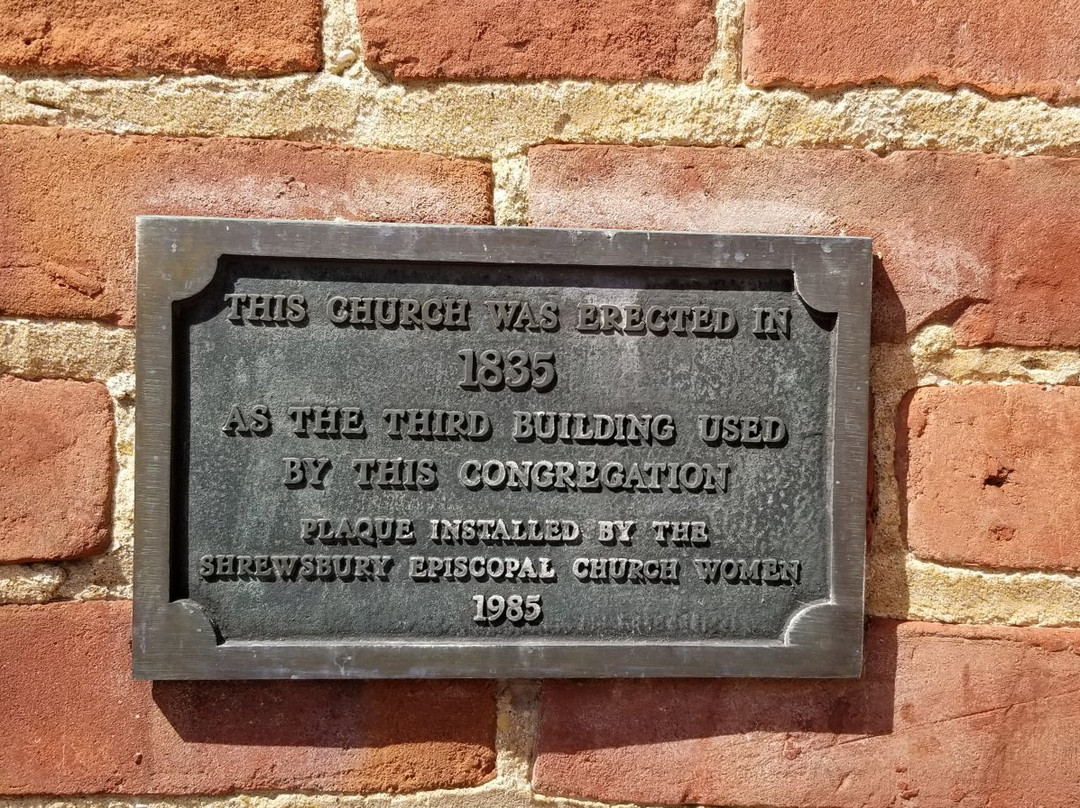 THIS CHURCH WAS ERECTED IN
1835
AS THE THIRD BUILDING USED
BY THIS CONGREGATION
PLAQUE INSTALLED BY THE
SHREWSBURY EPISCOPAL CHURCH WOMEN
1985